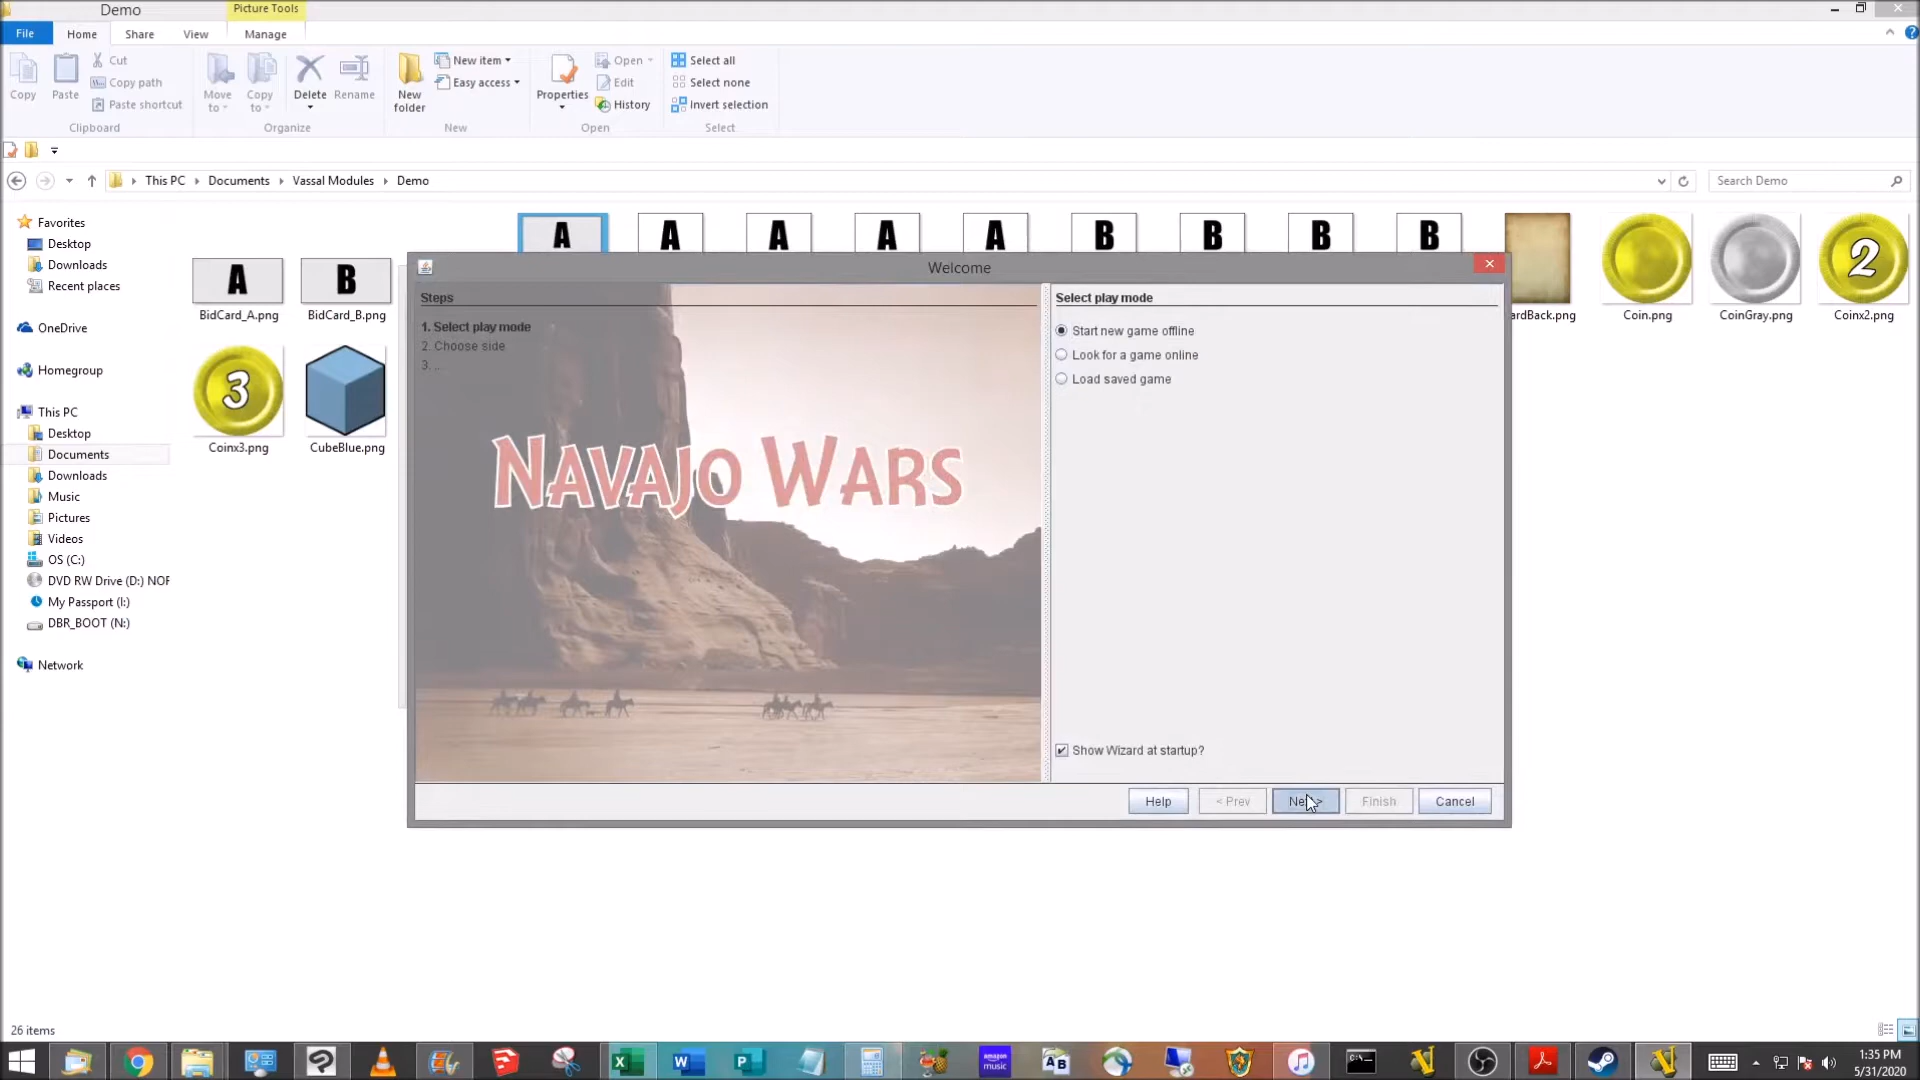 Demo
Picture Tools
File
Home
Share
View
Manage
Copy
Paste
Cut
Copy path
Paste shortcut
Clipboard
Move to
Copy to
Delete
Rename
Organize
New folder
New item
Easy access
New
Properties
Open
Edit
History
Open
Select all
Select none
Invert selection
Select
This PC
Documents
Vassal Modules
Demo
Search Demo
Favorites
Desktop
Downloads
Recent places
OneDrive
Homegroup
This PC
Desktop
Documents
Downloads
Music
Pictures
Videos
OS (C:)
DVD RW Drive (D:) NOF
My Passport (I:)
DBR_BOOT (N:)
Network
A
A
A
A
A
B
B
B
B
2
A
B
BidCard_A.png
BidCard_B.png
ardBack.png
Coin.png
CoinGray.png
Coinx2.png
3
Coinx3.png
CubeBlue.png
Welcome
Steps
1. Select play mode
2. Choose side
3. ...
NAVAJO WARS
Select play mode
Start new game offline
Look for a game online
Load saved game
Show Wizard at startup?
Help
< Prev
Finish
Cancel
26 items
amazon music
1:35 PM
5/31/2020